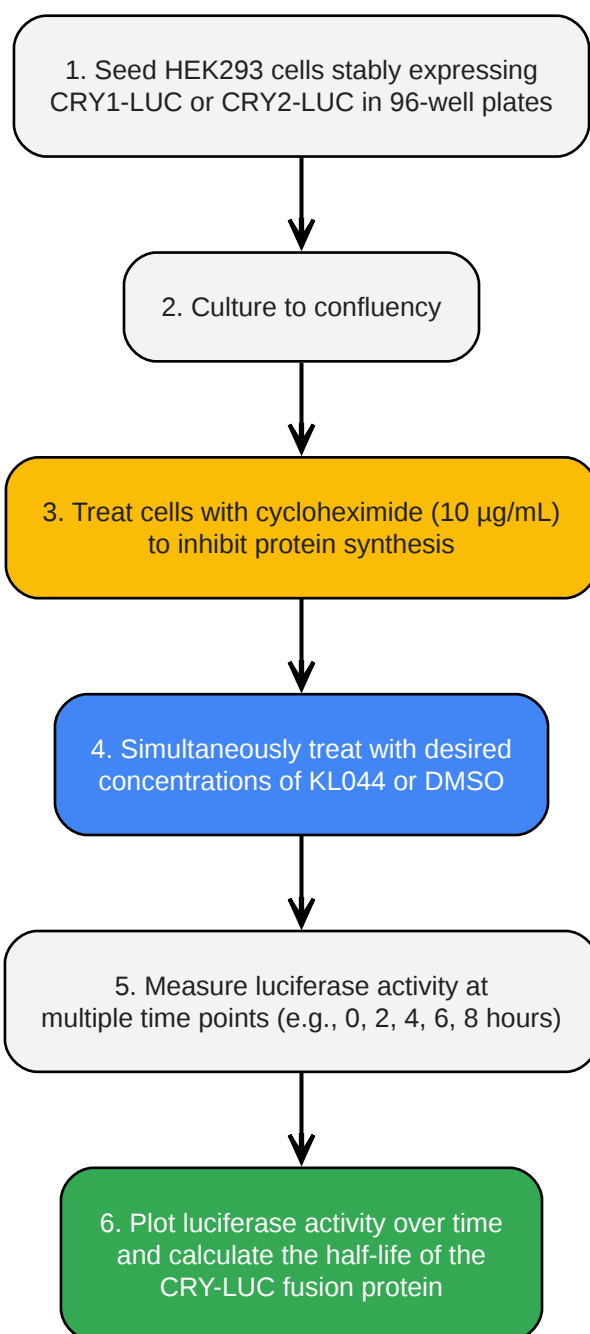 1. Seed HEK293 cells stably expressing
CRY1-LUC or CRY2-LUC in 96-well plates
2. Culture to confluency
3. Treat cells with cycloheximide (10 µg/mL)
to inhibit protein synthesis
4. Simultaneously treat with desired
concentrations of KL044 or DMSO
5. Measure luciferase activity at
multiple time points (e.g., 0, 2, 4, 6, 8 hours)
6. Plot luciferase activity over time
and calculate the half-life of the
CRY-LUC fusion protein